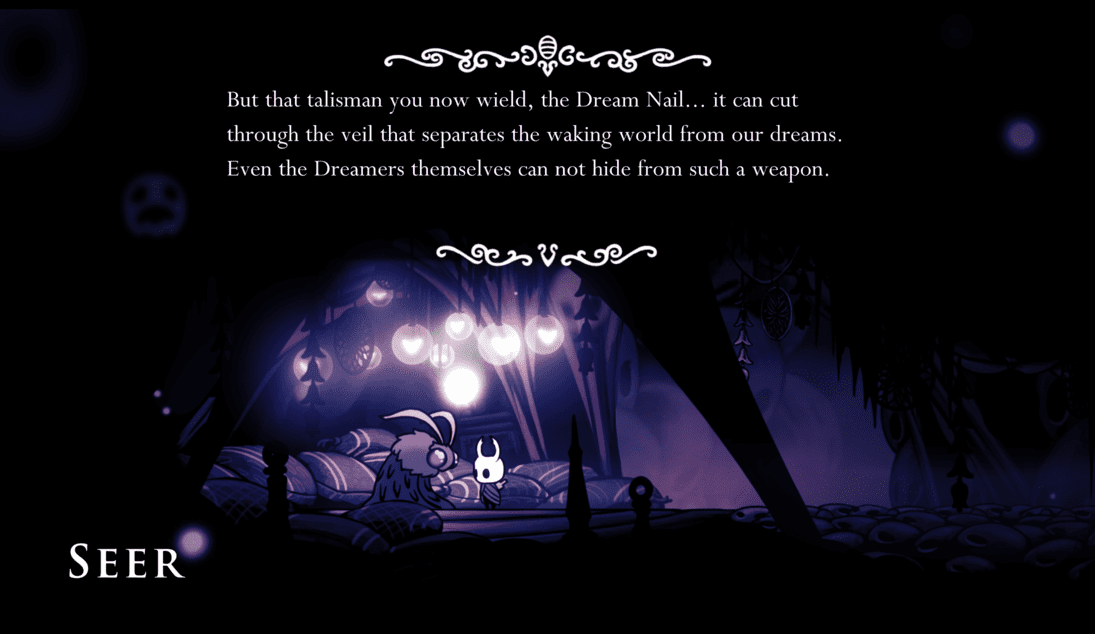 But that talisman you now wield, the Dream Nail... it can cut
through the veil that separates the waking world from our dreams.
Even the Dreamers themselves can not hide from such a weapon.
SEER